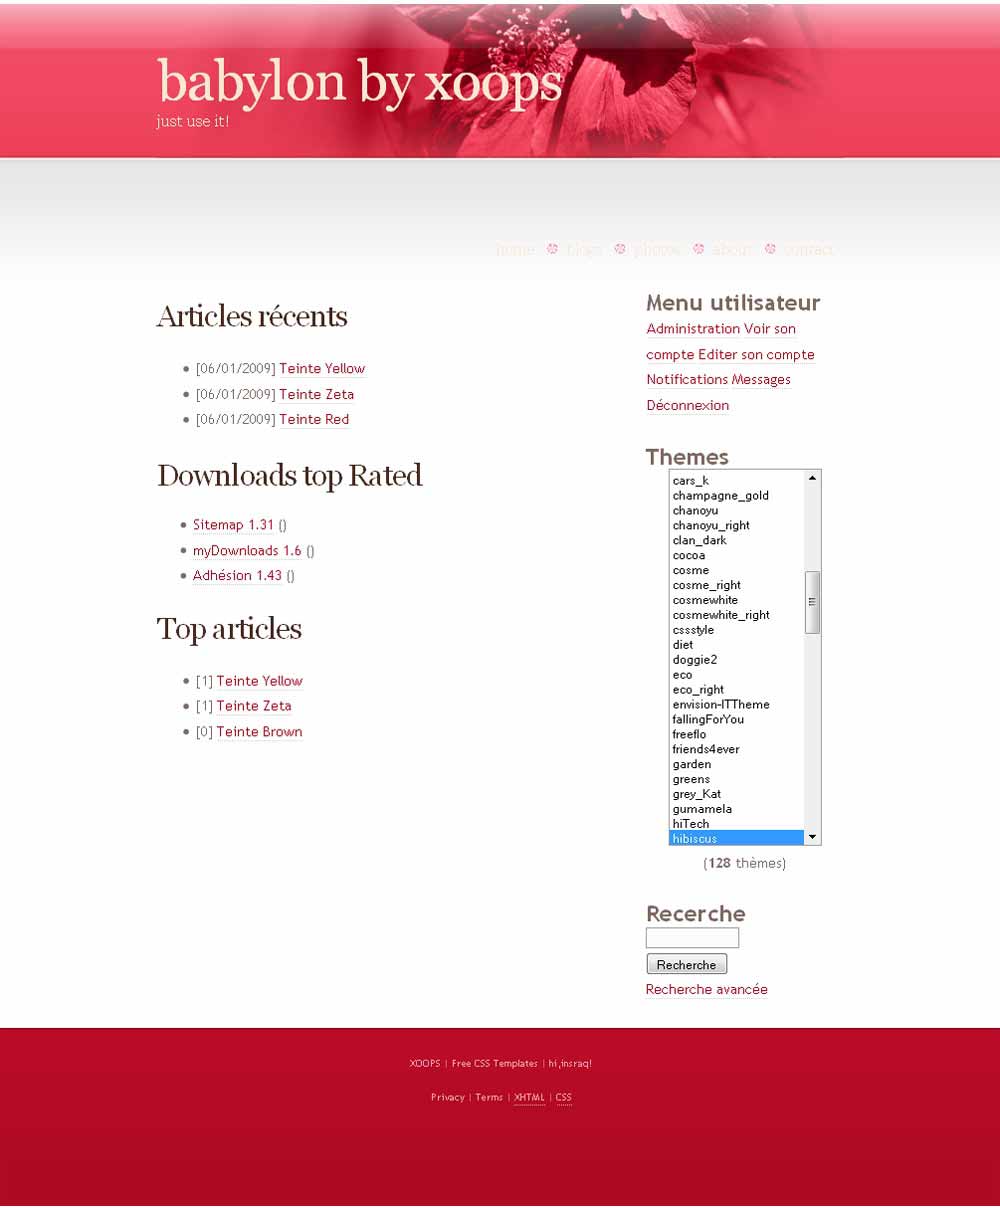 babylon by xoops
just use it!
home blogs photos about contact
Articles récents
[06/01/2009] Teinte Yellow
[06/01/2009] Teinte Zeta
[06/01/2009] Teinte Red
Downloads top Rated
Sitemap 1.31 ()
myDownloads 1.6 ()
Adhésion 1.43 ()
Top articles
[1] Teinte Yellow
[1] Teinte Zeta
[0] Teinte Brown
Menu utilisateur
Administration Voir son
compte Editer son compte
Notifications Messages
Déconnexion
Themes
cars_k
champagne_gold
chanoyu
chanoyu_right
clan_dark
cocoa
cosme
cosme_right
cosmewhite
cosmewhite_right
cssstyle
diet
doggie2
eco
eco_right
envision-ITTheme
fallingForYou
freeflo
friends4ever
garden
greens
grey_Kat
gumamela
hiTech
hibiscus
(128 thèmes)
Recerche
Recherche
Recherche avancée
XOOPS | Free CSS Templates | hi,insraq!
Privacy | Terms | XHTML | CSS